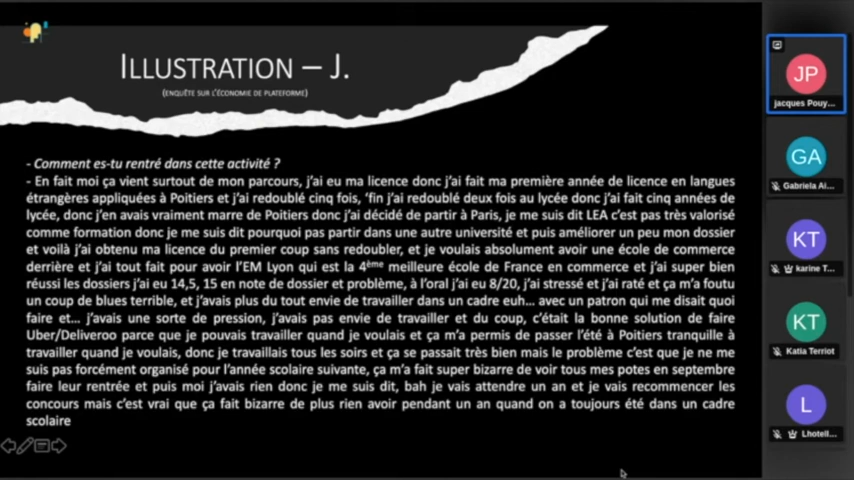 ILLUSTRATION – J.
(ENQUÊTE SUR L'ÉCONOMIE DE PLATEFORME)
- Comment es-tu rentré dans cette activité ?
- En fait moi ça vient surtout de mon parcours, j'ai eu ma licence donc j'ai fait ma première année de licence en langues
étrangères appliquées à Poitiers et j'ai redoublé cinq fois, 'fin j'ai redoublé deux fois au lycée donc j'ai fait cinq années de
lycée, donc j'en avais vraiment marre de Poitiers donc j'ai décidé de partir à Paris, je me suis dit LEA c'est pas très valorisé
comme formation donc je me suis dit pourquoi pas partir dans une autre université et puis améliorer un peu mon dossier
et voilà j'ai obtenu ma licence du premier coup sans redoubler, et je voulais absolument avoir une école de commerce
derrière et j'ai tout fait pour avoir l'EM Lyon qui est la 4ème meilleure école de France en commerce et j'ai super bien
réussi les dossiers j'ai eu 14,5, 15 en note de dossier et problème, à l'oral j'ai eu 8/20, j'ai stressé et j'ai raté et ça m'a foutu
un coup de blues terrible, et j'avais plus du tout envie de travailler dans un cadre euh... avec un patron qui me disait quoi
faire et... j'avais une sorte de pression, j'avais pas envie de travailler et du coup, c'était la bonne solution de faire
Uber/Deliveroo parce que je pouvais travailler quand je voulais et ça m'a permis de passer l'été à Poitiers tranquille à
travailler quand je voulais, donc je travaillais tous les soirs et ça se passait très bien mais le problème c'est que je ne me
suis pas forcément organisé pour l'année scolaire suivante, ça m'a fait super bizarre de voir tous mes potes en septembre
faire leur rentrée et puis moi j'avais rien donc je me suis dit, bah je vais attendre un an et je vais recommencer les
concours mais c'est vrai que ça fait bizarre de plus rien avoir pendant un an quand on a toujours été dans un cadre
scolaire
JP
jacques Pouy...
GA
Gabriela Ai...
KT
karine T...
KT
Katia Terriot
L
Lhotell...